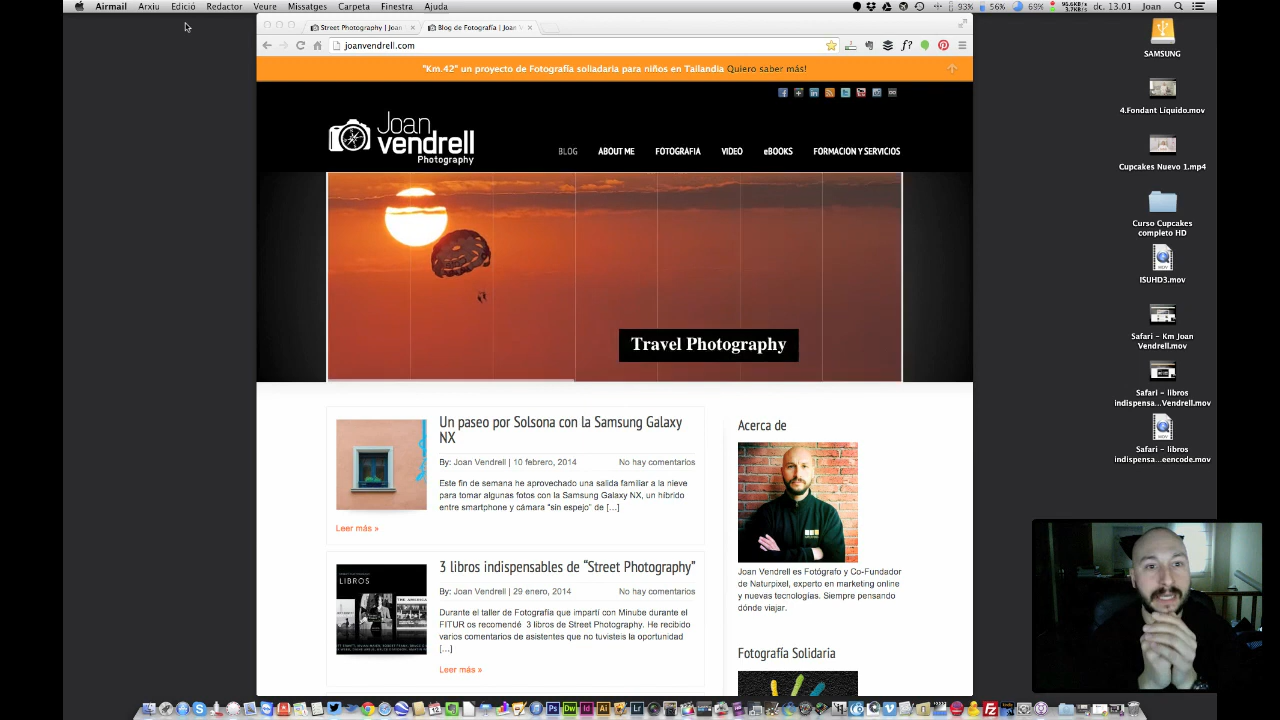 Airmail Arxiu Edició Redactor Veure Missatges Carpeta Finestra Ajuda
93% 56% 69% 95.6KB/s 3.7KB/s dc. 13.01 Joan
Street Photography | Joan
Blog de Fotografía | Joan
joanvendrell.com
"Km.42" un proyecto de Fotografía soliadaria para niños en Tailandia Quiero saber más!
Joan
vendrell
Photography
BLOG ABOUT ME FOTOGRAFIA VIDEO eBOOKS FORMACION Y SERVICIOS
Travel Photography
Un paseo por Solsona con la Samsung Galaxy
NX
By: Joan Vendrell | 10 febrero, 2014 No hay comentarios
Este fin de semana he aprovechado una salida familiar a la nieve
para tomar algunas fotos con la Samsung Galaxy NX, un híbrido
entre smartphone y cámara "sin espejo" de [...]
Leer más »
LIBROS
3 libros indispensables de "Street Photography"
By: Joan Vendrell | 29 enero, 2014 No hay comentarios
Durante el taller de Fotografía que impartí con Minube durante el
FITUR os recomendé 3 libros de Street Photography. He recibido
varios comentarios de asistentes que no tuvisteis la oportunidad
[...]
Leer más »
Acerca de
Joan Vendrell es Fotógrafo y Co-Fundador
de Naturpixel, experto en marketing online
y nuevas tecnologías. Siempre pensando
dónde viajar.
Fotografía Solidaria
SAMSUNG
4.Fondant Líquido.mov
Cupcakes Nuevo 1.mp4
Curso Cupcakes
completo HD
ISUHD3.mov
Safari – Km Joan
Vendrell.mov
Safari – libros
indispensa...Vendrell.mov
Safari – libros
indispensa...eencode.mov